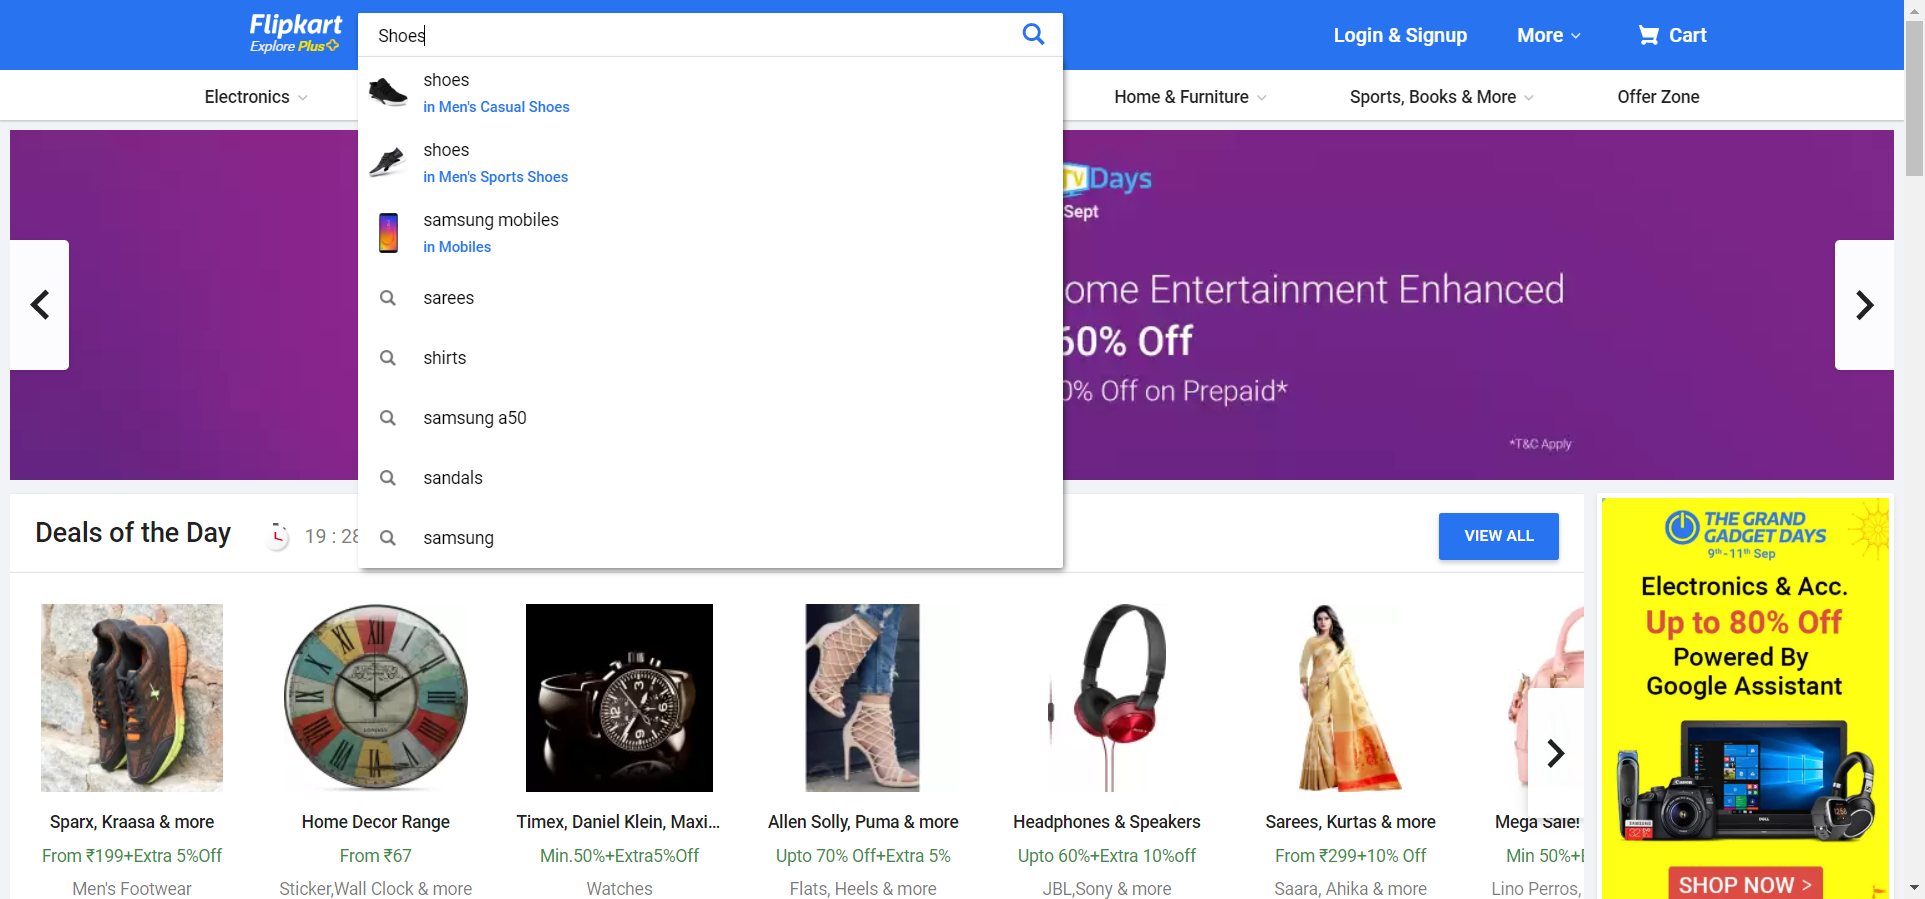 Flipkart
Explore Plus
Shoes
Login & Signup
More
Cart
Electronics
Home & Furniture
Sports, Books & More
Offer Zone
shoes
in Men's Casual Shoes
shoes
in Men's Sports Shoes
samsung mobiles
in Mobiles
sarees
shirts
samsung a50
sandals
samsung
TV Days
Sept
ome Entertainment Enhanced
60% Off
0% Off on Prepaid*
*T&C Apply
Deals of the Day
19 : 28
VIEW ALL
Sparx, Kraasa & more
From ₹199+Extra 5%Off
Men's Footwear
Home Decor Range
From ₹67
Sticker,Wall Clock & more
Timex, Daniel Klein, Maxi...
Min.50%+Extra5%Off
Watches
Allen Solly, Puma & more
Upto 70% Off+Extra 5%
Flats, Heels & more
Headphones & Speakers
Upto 60%+Extra 10%off
JBL,Sony & more
Sarees, Kurtas & more
From ₹299+10% Off
Saara, Ahika & more
Mega Sale!
Min 50%+E
Lino Perros,
THE GRAND
GADGET DAYS
9th-11th Sep
Electronics & Acc.
Up to 80% Off
Powered By
Google Assistant
SHOP NOW >